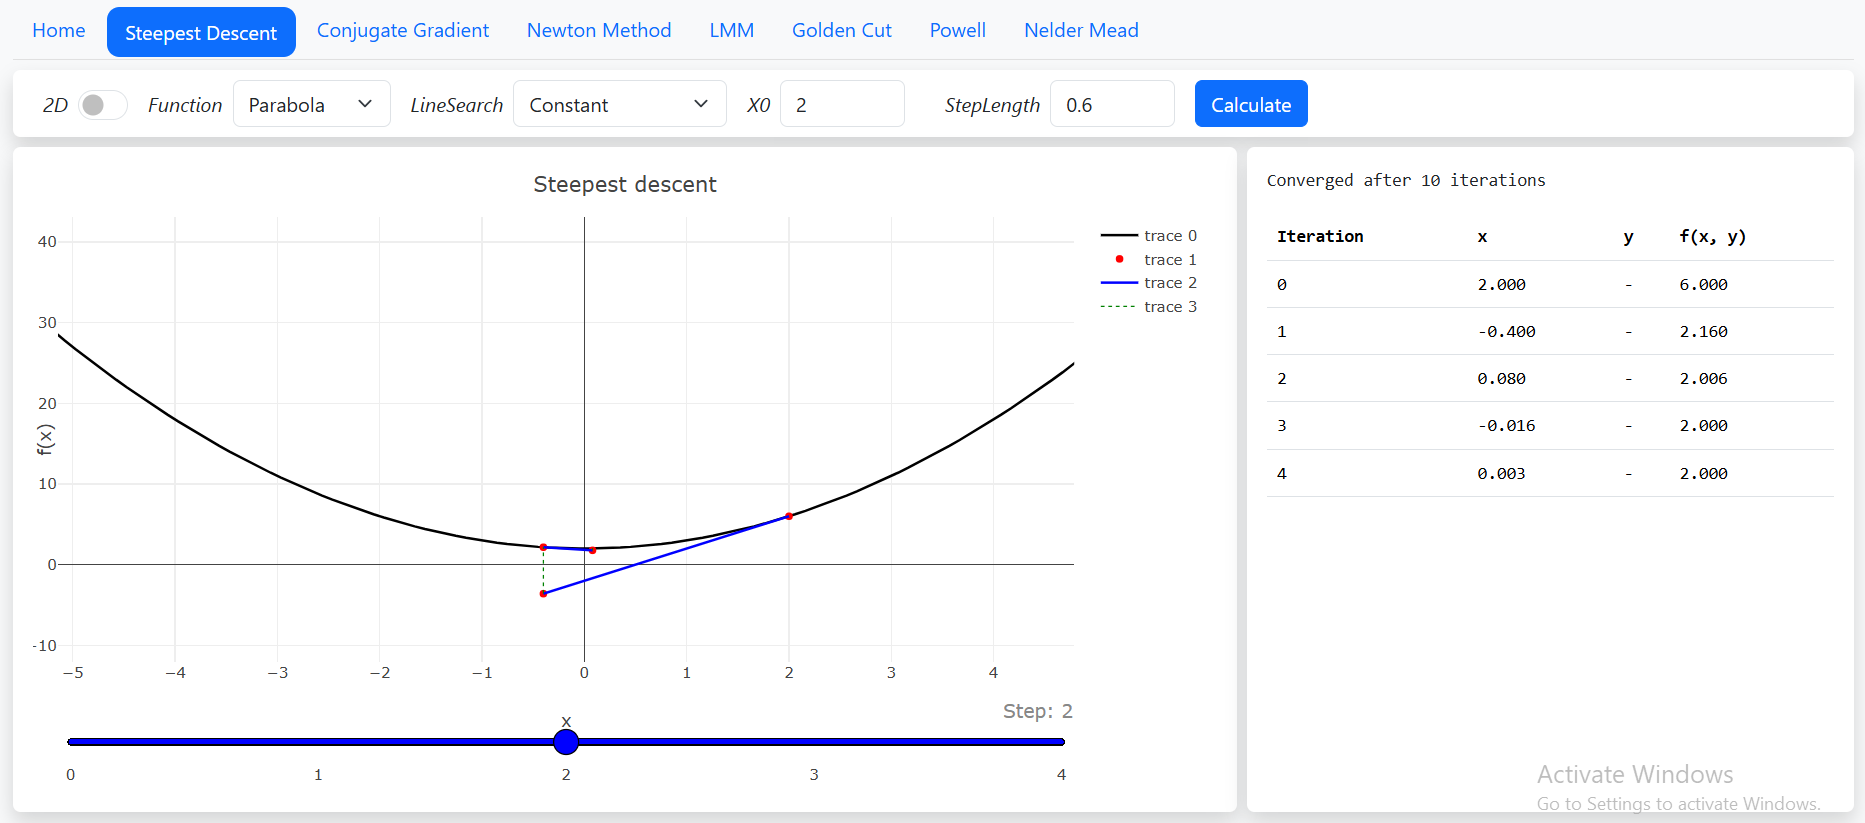 Home Steepest Descent Conjugate Gradient Newton Method LMM Golden Cut Powell Nelder Mead
2D Function Parabola LineSearch Constant X0 2 StepLength 0.6 Calculate
Steepest descent
40
30
20
10
0
-10
f(x)
−5 −4 −3 −2 −1 0 1 2 3 4
x
trace 0
trace 1
trace 2
trace 3
Step: 2
0 1 2 3 4
Converged after 10 iterations
Iteration x y f(x, y)
0 2.000 - 6.000
1 -0.400 - 2.160
2 0.080 - 2.006
3 -0.016 - 2.000
4 0.003 - 2.000
Activate Windows
Go to Settings to activate Windows.